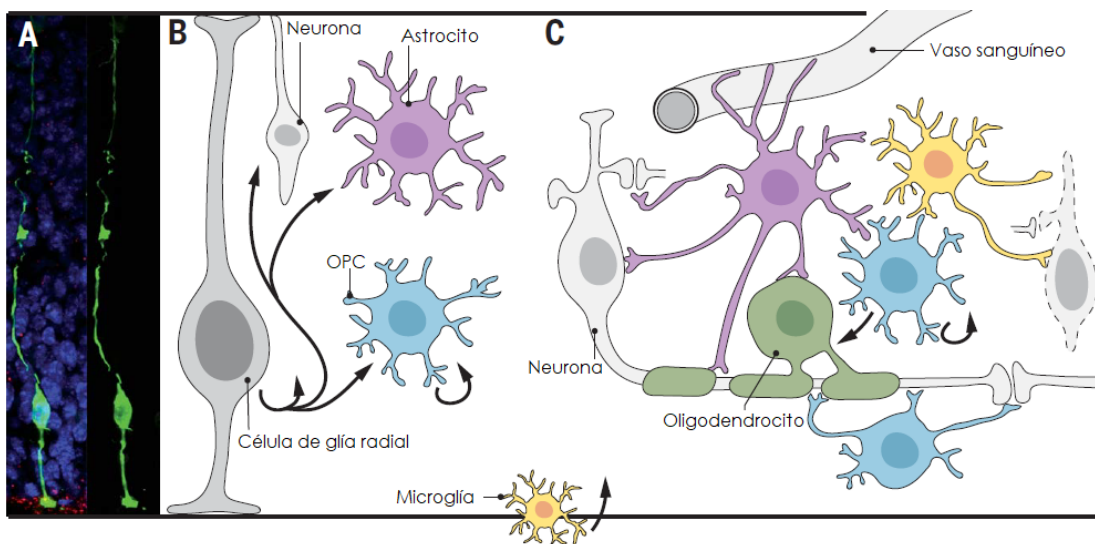 A
B
C
Neurona
Astrocito
Vaso sanguíneo
OPC
Neurona
Oligodendrocito
Célula de glía radial
Microglía